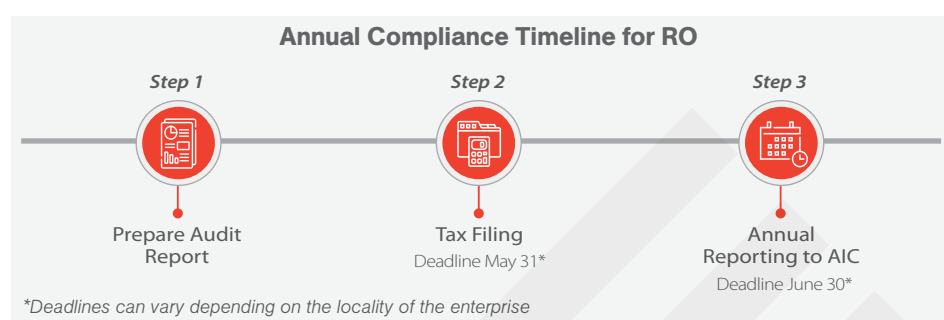 Annual Compliance Timeline for RO
Step 1
Step 2
Step 3
Prepare Audit
Report
Tax Filing
Deadline May 31*
Annual
Reporting to AIC
Deadline June 30*
*Deadlines can vary depending on the locality of the enterprise